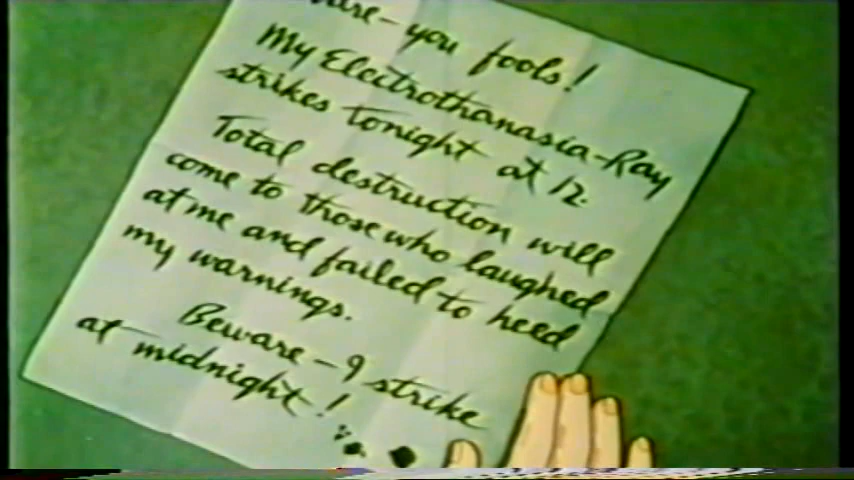 –you fools!
My Electrothanasia–Ray
strikes tonight at 12.
Total destruction will
come to those who laughed
at me and failed to heed
my warnings.
Beware – I strike
at midnight!